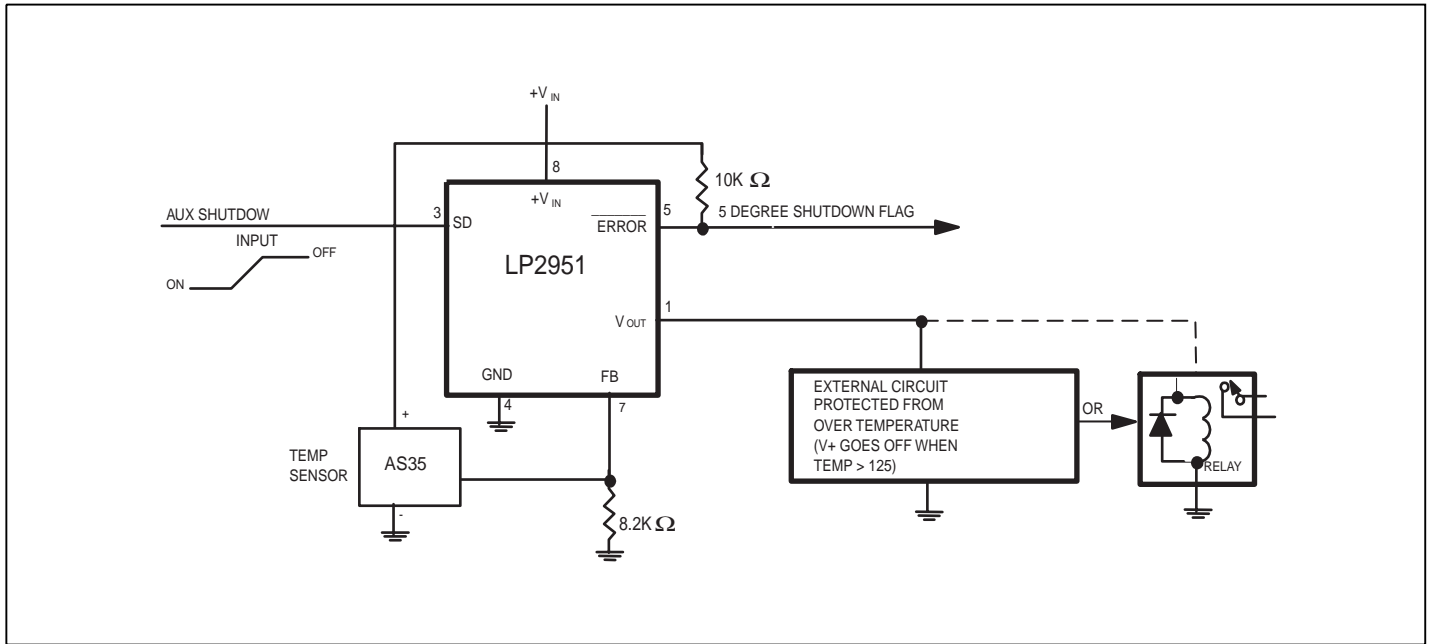 +V IN
8
+V IN
10K Ω
AUX SHUTDOW
3
SD
ERROR
5
5 DEGREE SHUTDOWN FLAG
INPUT
OFF
ON
LP2951
V OUT
1
GND
FB
4
7
+
TEMP
SENSOR
AS35
-
8.2K Ω
EXTERNAL CIRCUIT
PROTECTED FROM
OVER TEMPERATURE
(V+ GOES OFF WHEN
TEMP > 125)
OR
RELAY